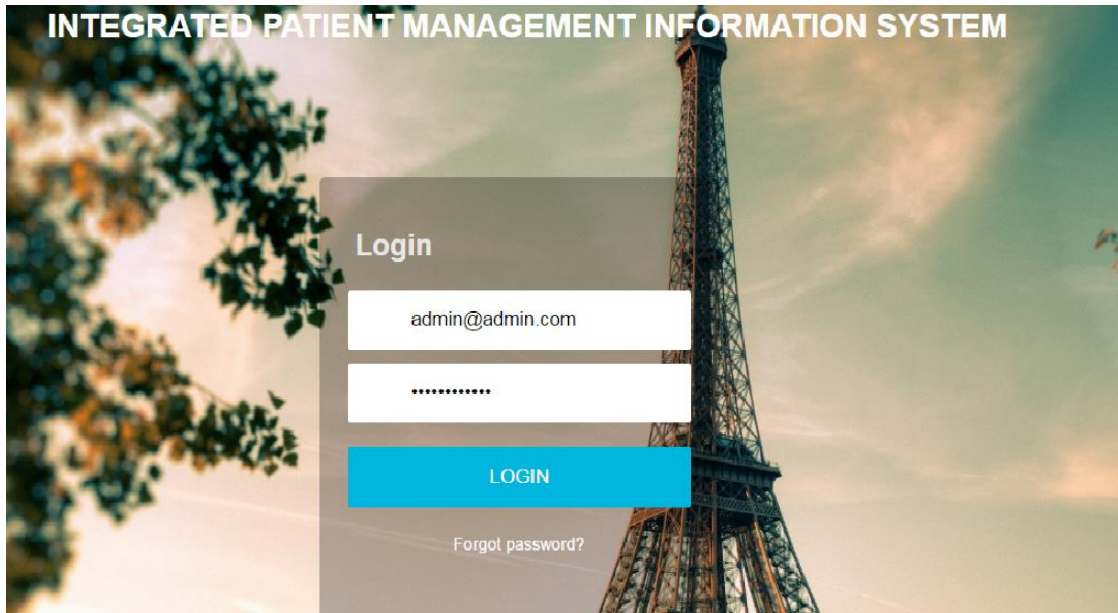 INTEGRATED PATIENT MANAGEMENT INFORMATION SYSTEM
Login
admin@admin.com
••••••••••••
LOGIN
Forgot password?